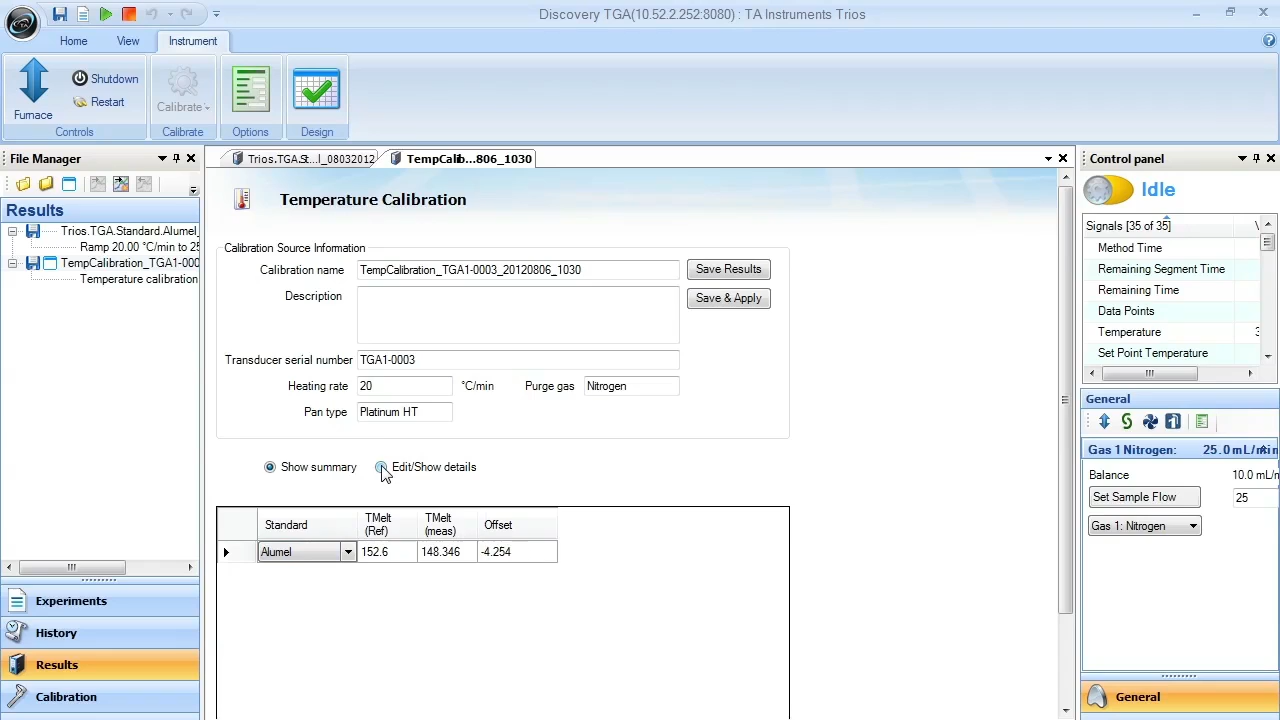 Discovery TGA(10.52.2.252:8080) : TA Instruments Trios
Home View Instrument
Shutdown
Restart
Furnace
Calibrate
Controls Calibrate Options Design
File Manager
Results
Trios.TGA.Standard.Alumel_
Ramp 20.00 °C/min to 25
TempCalibration_TGA1-000
Temperature calibration
Experiments
History
Results
Calibration
Trios.TGA.St...l_08032012
TempCalib...806_1030
Temperature Calibration
Calibration Source Information
Calibration name TempCalibration_TGA1-0003_20120806_1030 Save Results
Description Save & Apply
Transducer serial number TGA1-0003
Heating rate 20 °C/min Purge gas Nitrogen
Pan type Platinum HT
Show summary Edit/Show details
Standard TMelt (Ref) TMelt (meas) Offset
Alumel 152.6 148.346 -4.254
Control panel
Idle
Signals [35 of 35]
Method Time
Remaining Segment Time
Remaining Time
Data Points
Temperature
Set Point Temperature
General
Gas 1 Nitrogen: 25.0 mL/min
Balance 10.0 mL/m
Set Sample Flow 25
Gas 1: Nitrogen
General